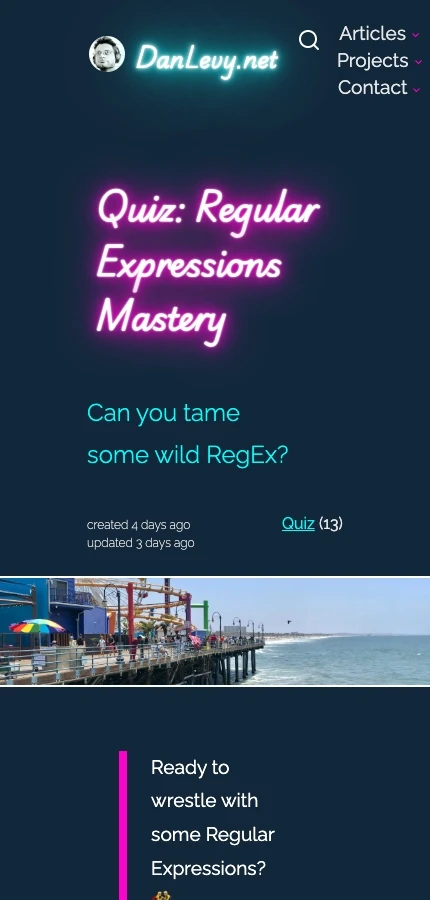 DanLevy.net
Articles
Projects
Contact
Quiz: Regular
Expressions
Mastery
Can you tame
some wild RegEx?
created 4 days ago
updated 3 days ago
Quiz (13)
Ready to
wrestle with
some Regular
Expressions?